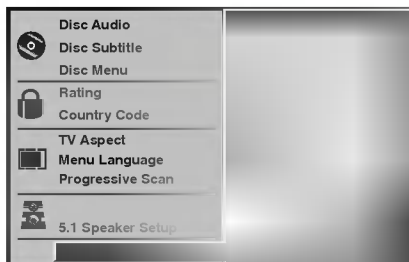 Disc Audio
Disc Subtitle
Disc Menu
Rating
Country Code
TV Aspect
Menu Language
Progressive Scan
5.1 Speaker Setup